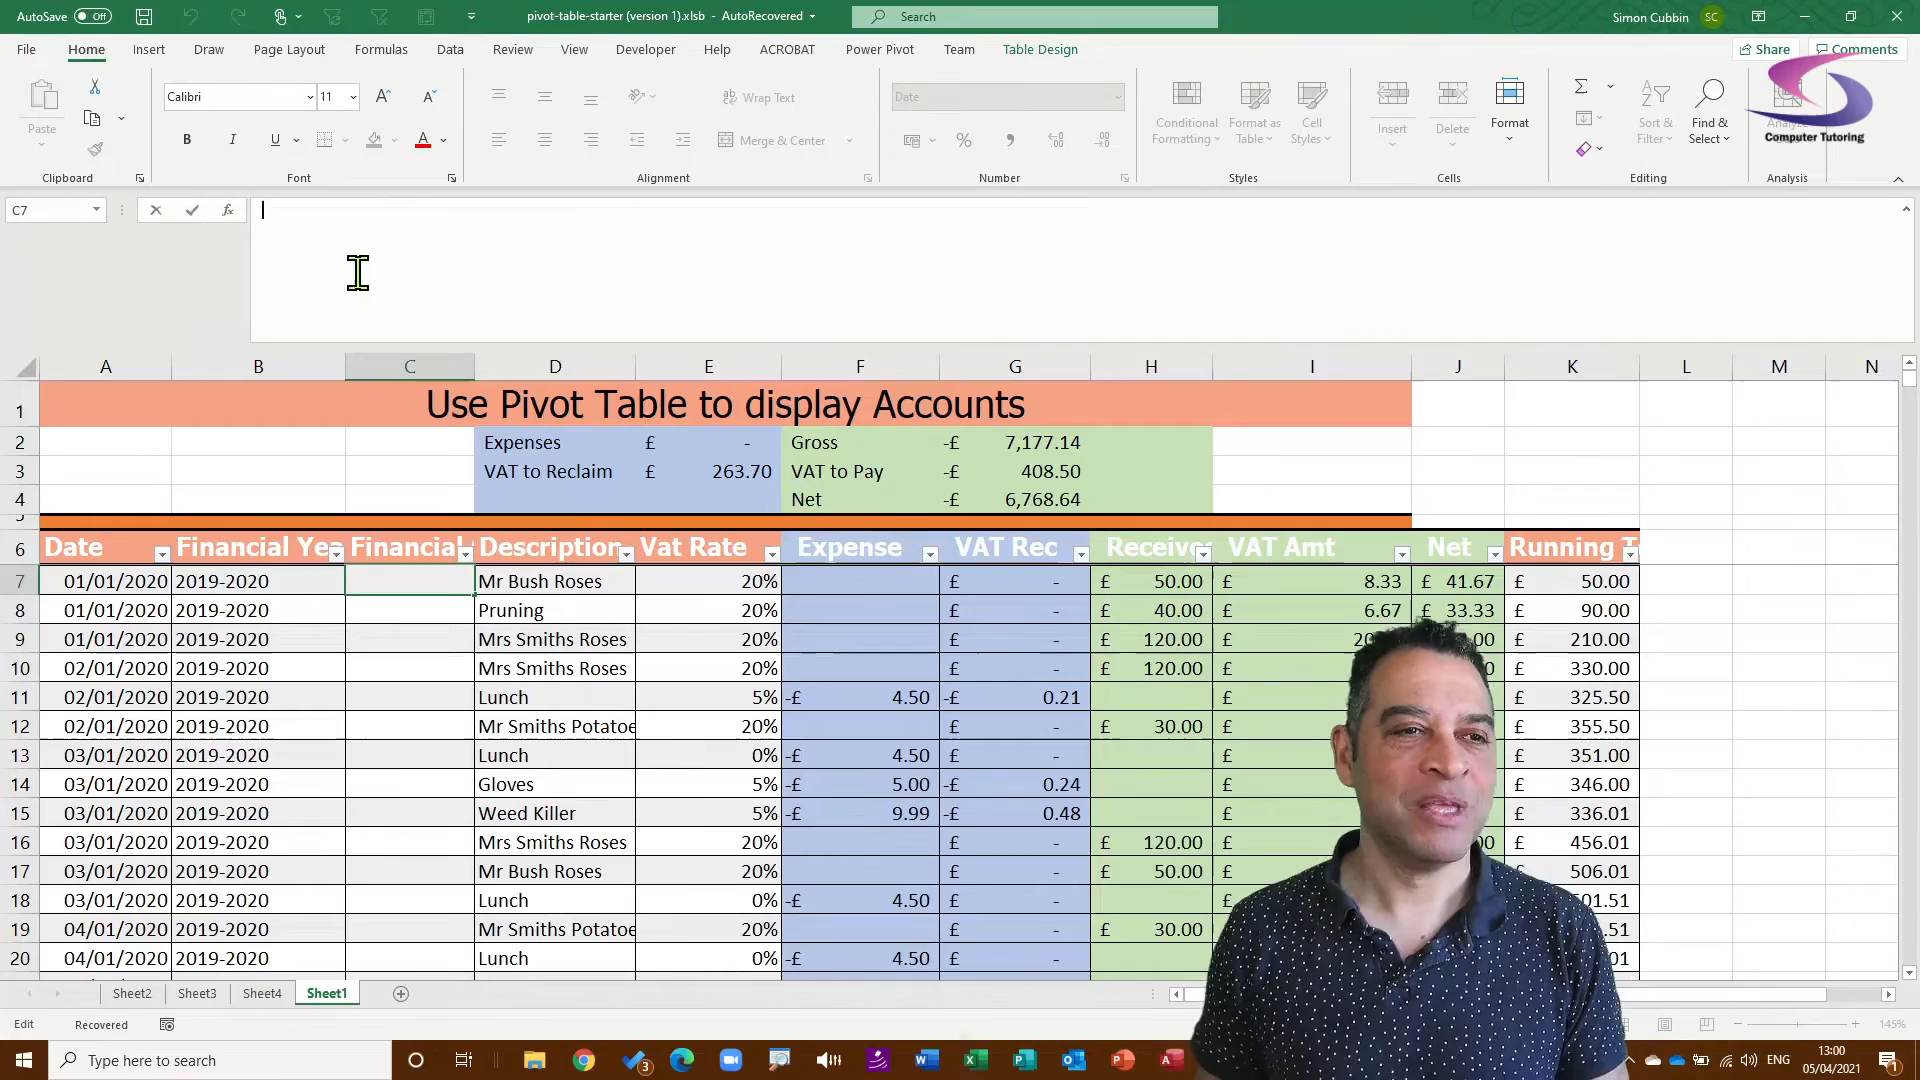 AutoSave Off pivot-table-starter (version 1).xlsb - AutoRecovered Search Simon Cubbin SC
File Home Insert Draw Page Layout Formulas Data Review View Developer Help ACROBAT Power Pivot Team Table Design Share Comments
Calibri 11 Wrap Text Date
Paste Merge & Center Conditional Formatting Format as Table Cell Styles Insert Delete Format Sort & Filter Find & Select
Computer Tutoring
Clipboard Font Alignment Number Styles Cells Editing Analysis
C7 fx
A B C D E F G H I J K L M N
1 Use Pivot Table to display Accounts
2 Expenses £ - Gross -£ 7,177.14
3 VAT to Reclaim £ 263.70 VAT to Pay -£ 408.50
4 Net -£ 6,768.64
6 Date Financial Yea Financial Description Vat Rate Expense VAT Rec Receive VAT Amt Net Running T
7 01/01/2020 2019-2020 Mr Bush Roses 20% £ - £ 50.00 £ 8.33 £ 41.67 £ 50.00
8 01/01/2020 2019-2020 Pruning 20% £ - £ 40.00 £ 6.67 £ 33.33 £ 90.00
9 01/01/2020 2019-2020 Mrs Smiths Roses 20% £ - £ 120.00 £ £ 210.00
10 02/01/2020 2019-2020 Mrs Smiths Roses 20% £ - £ 120.00 £ £ 330.00
11 02/01/2020 2019-2020 Lunch 5% -£ 4.50 -£ 0.21 £ £ 325.50
12 02/01/2020 2019-2020 Mr Smiths Potatoe 20% £ - £ 30.00 £ £ 355.50
13 03/01/2020 2019-2020 Lunch 0% -£ 4.50 £ - £ £ 351.00
14 03/01/2020 2019-2020 Gloves 5% -£ 5.00 -£ 0.24 £ £ 346.00
15 03/01/2020 2019-2020 Weed Killer 5% -£ 9.99 -£ 0.48 £ £ 336.01
16 03/01/2020 2019-2020 Mrs Smiths Roses 20% £ - £ 120.00 £ £ 456.01
17 03/01/2020 2019-2020 Mr Bush Roses 20% £ - £ 50.00 £ £ 506.01
18 03/01/2020 2019-2020 Lunch 0% -£ 4.50 £ - £ 01.51
19 04/01/2020 2019-2020 Mr Smiths Potatoe 20% £ - £ 30.00 .51
20 04/01/2020 2019-2020 Lunch 0% -£ 4.50 £ - 01
Sheet2 Sheet3 Sheet4 Sheet1
Edit Recovered 145%
Type here to search 3 ENG 13:00
05/04/2021 1